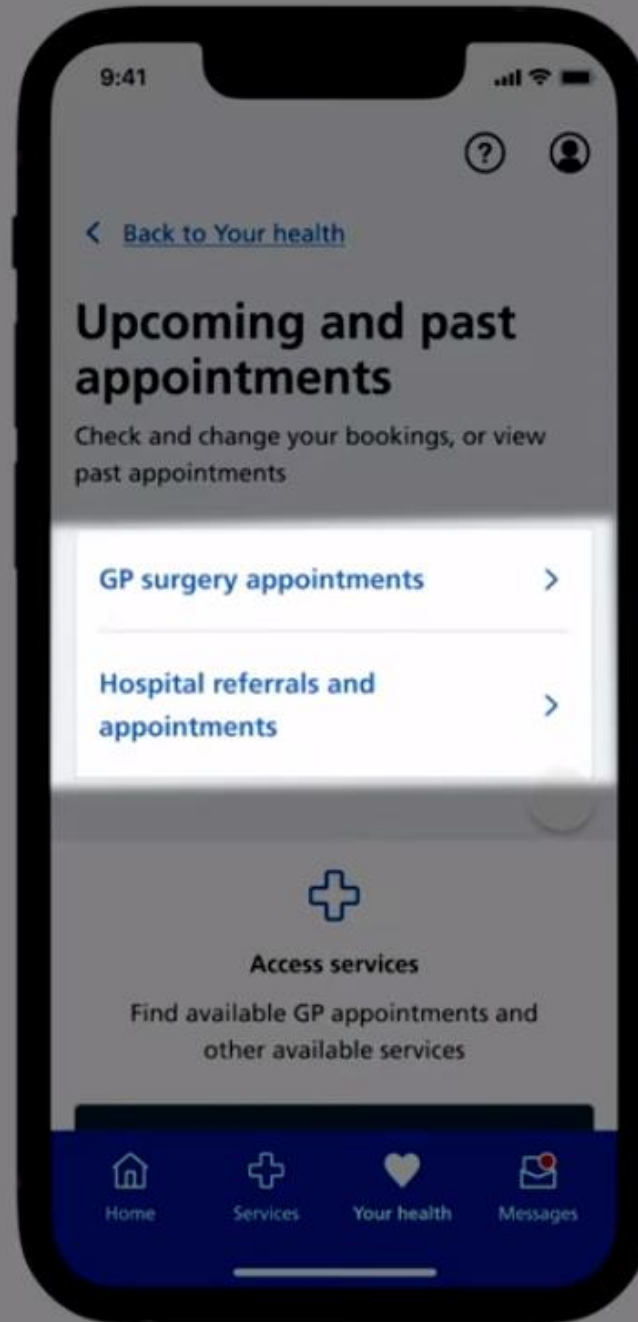 9:41
Back to Your health
Upcoming and past
appointments
Check and change your bookings, or view
past appointments
GP surgery appointments
Hospital referrals and
appointments
Access services
Find available GP appointments and
other available services
Home
Services
Your health
Messages